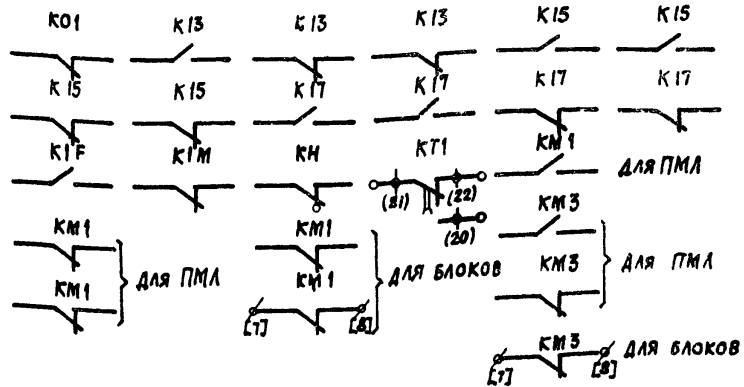 К01 К13 К13 К13 К15 К15
К15 К15 К17 К17 К17 К17
К1F К1М КН КТ1 КМ1 ДЛЯ ПМЛ
(21) (22)
(20)
КМ1 КМ1 КМ3
КМ1 ДЛЯ ПМЛ КМ1 ДЛЯ БЛОКОВ КМ3 ДЛЯ ПМЛ
[7] [8]
КМ3 ДЛЯ БЛОКОВ
[7] [8]